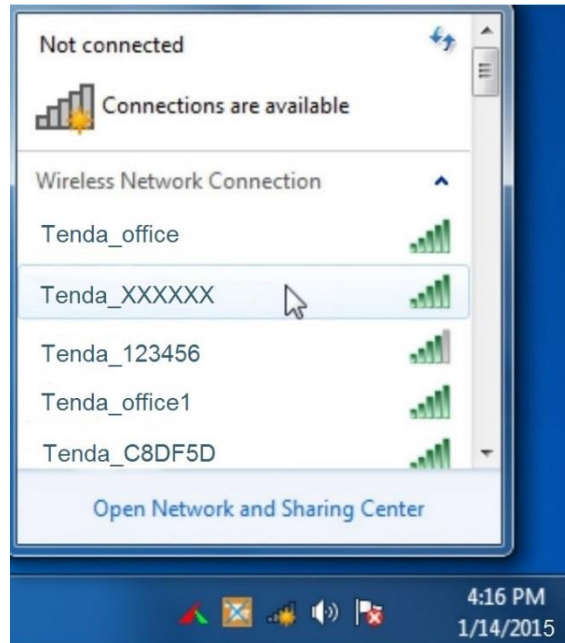 Not connected
Connections are available
Wireless Network Connection
Tenda_office
Tenda_XXXXXX
Tenda_123456
Tenda_office1
Tenda_C8DF5D
Open Network and Sharing Center
4:16 PM
1/14/2015